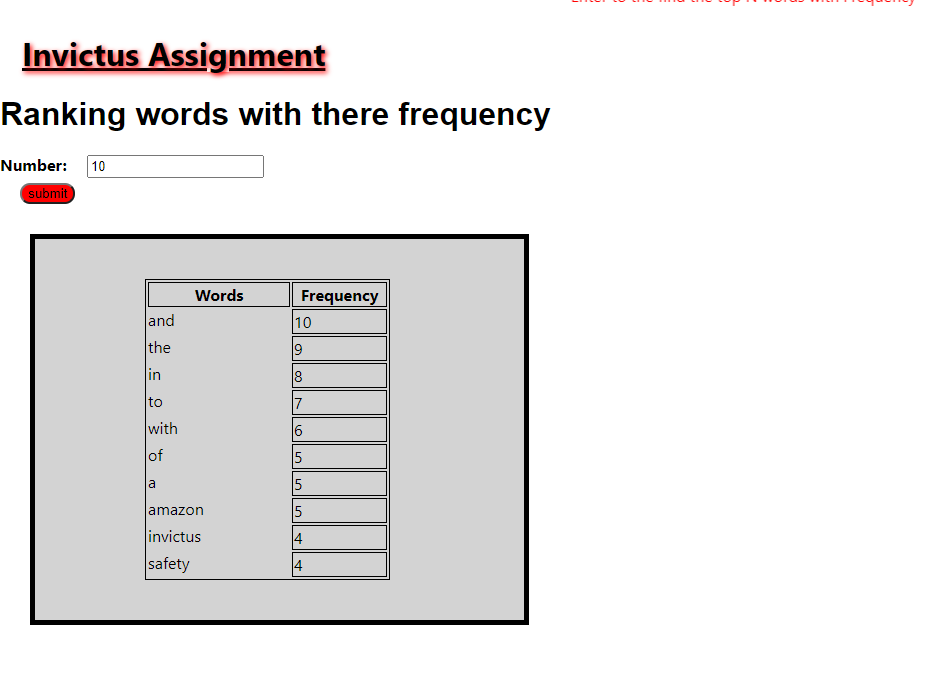 Enter to the find the top N words with Frequency
Invictus Assignment
Ranking words with there frequency
Number: 10
submit
Words Frequency
and 10
the 9
in 8
to 7
with 6
of 5
a 5
amazon 5
invictus 4
safety 4